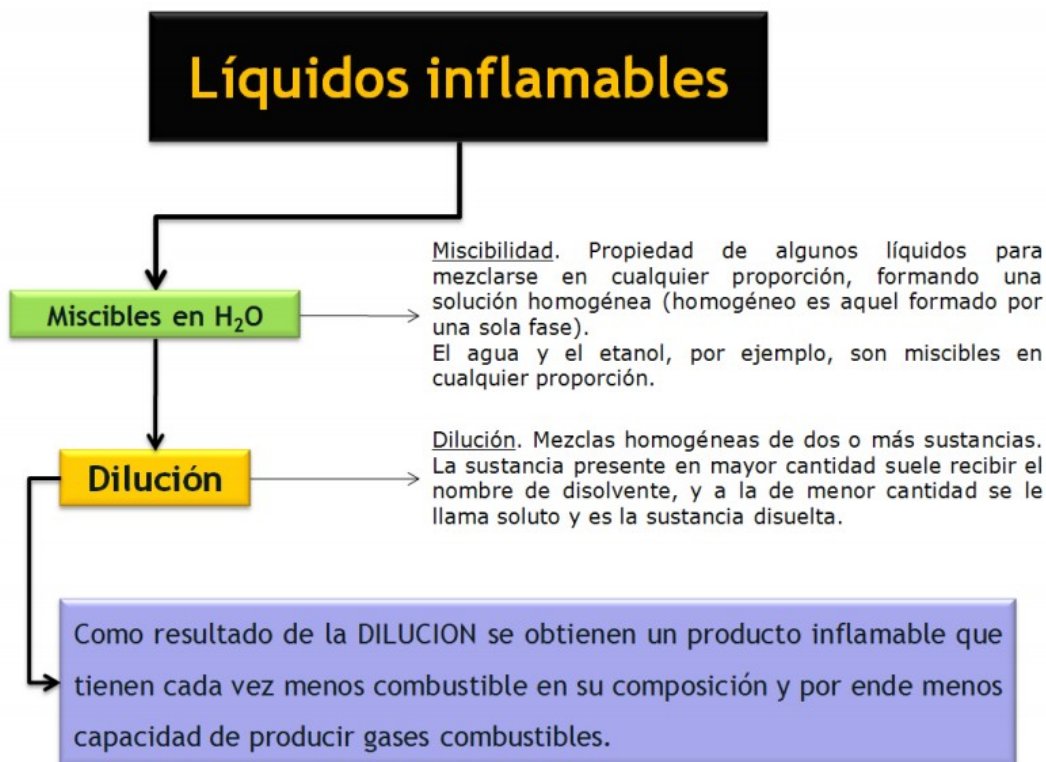 Líquidos inflamables
Miscibles en H₂O
Miscibilidad. Propiedad de algunos líquidos para
mezclarse en cualquier proporción, formando una
solución homogénea (homogéneo es aquel formado por
una sola fase).
El agua y el etanol, por ejemplo, son miscibles en
cualquier proporción.
Dilución
Dilución. Mezclas homogéneas de dos o más sustancias.
La sustancia presente en mayor cantidad suele recibir el
nombre de disolvente, y a la de menor cantidad se le
llama soluto y es la sustancia disuelta.
Como resultado de la DILUCION se obtienen un producto inflamable que
tienen cada vez menos combustible en su composición y por ende menos
capacidad de producir gases combustibles.